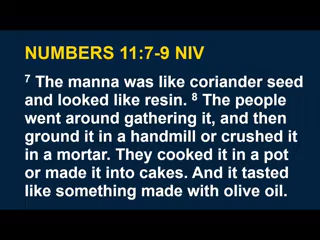 NUMBERS 11:7-9 NIV
⁷ The manna was like coriander seed
and looked like resin. ⁸ The people
went around gathering it, and then
ground it in a handmill or crushed it
in a mortar. They cooked it in a pot
or made it into cakes. And it tasted
like something made with olive oil.